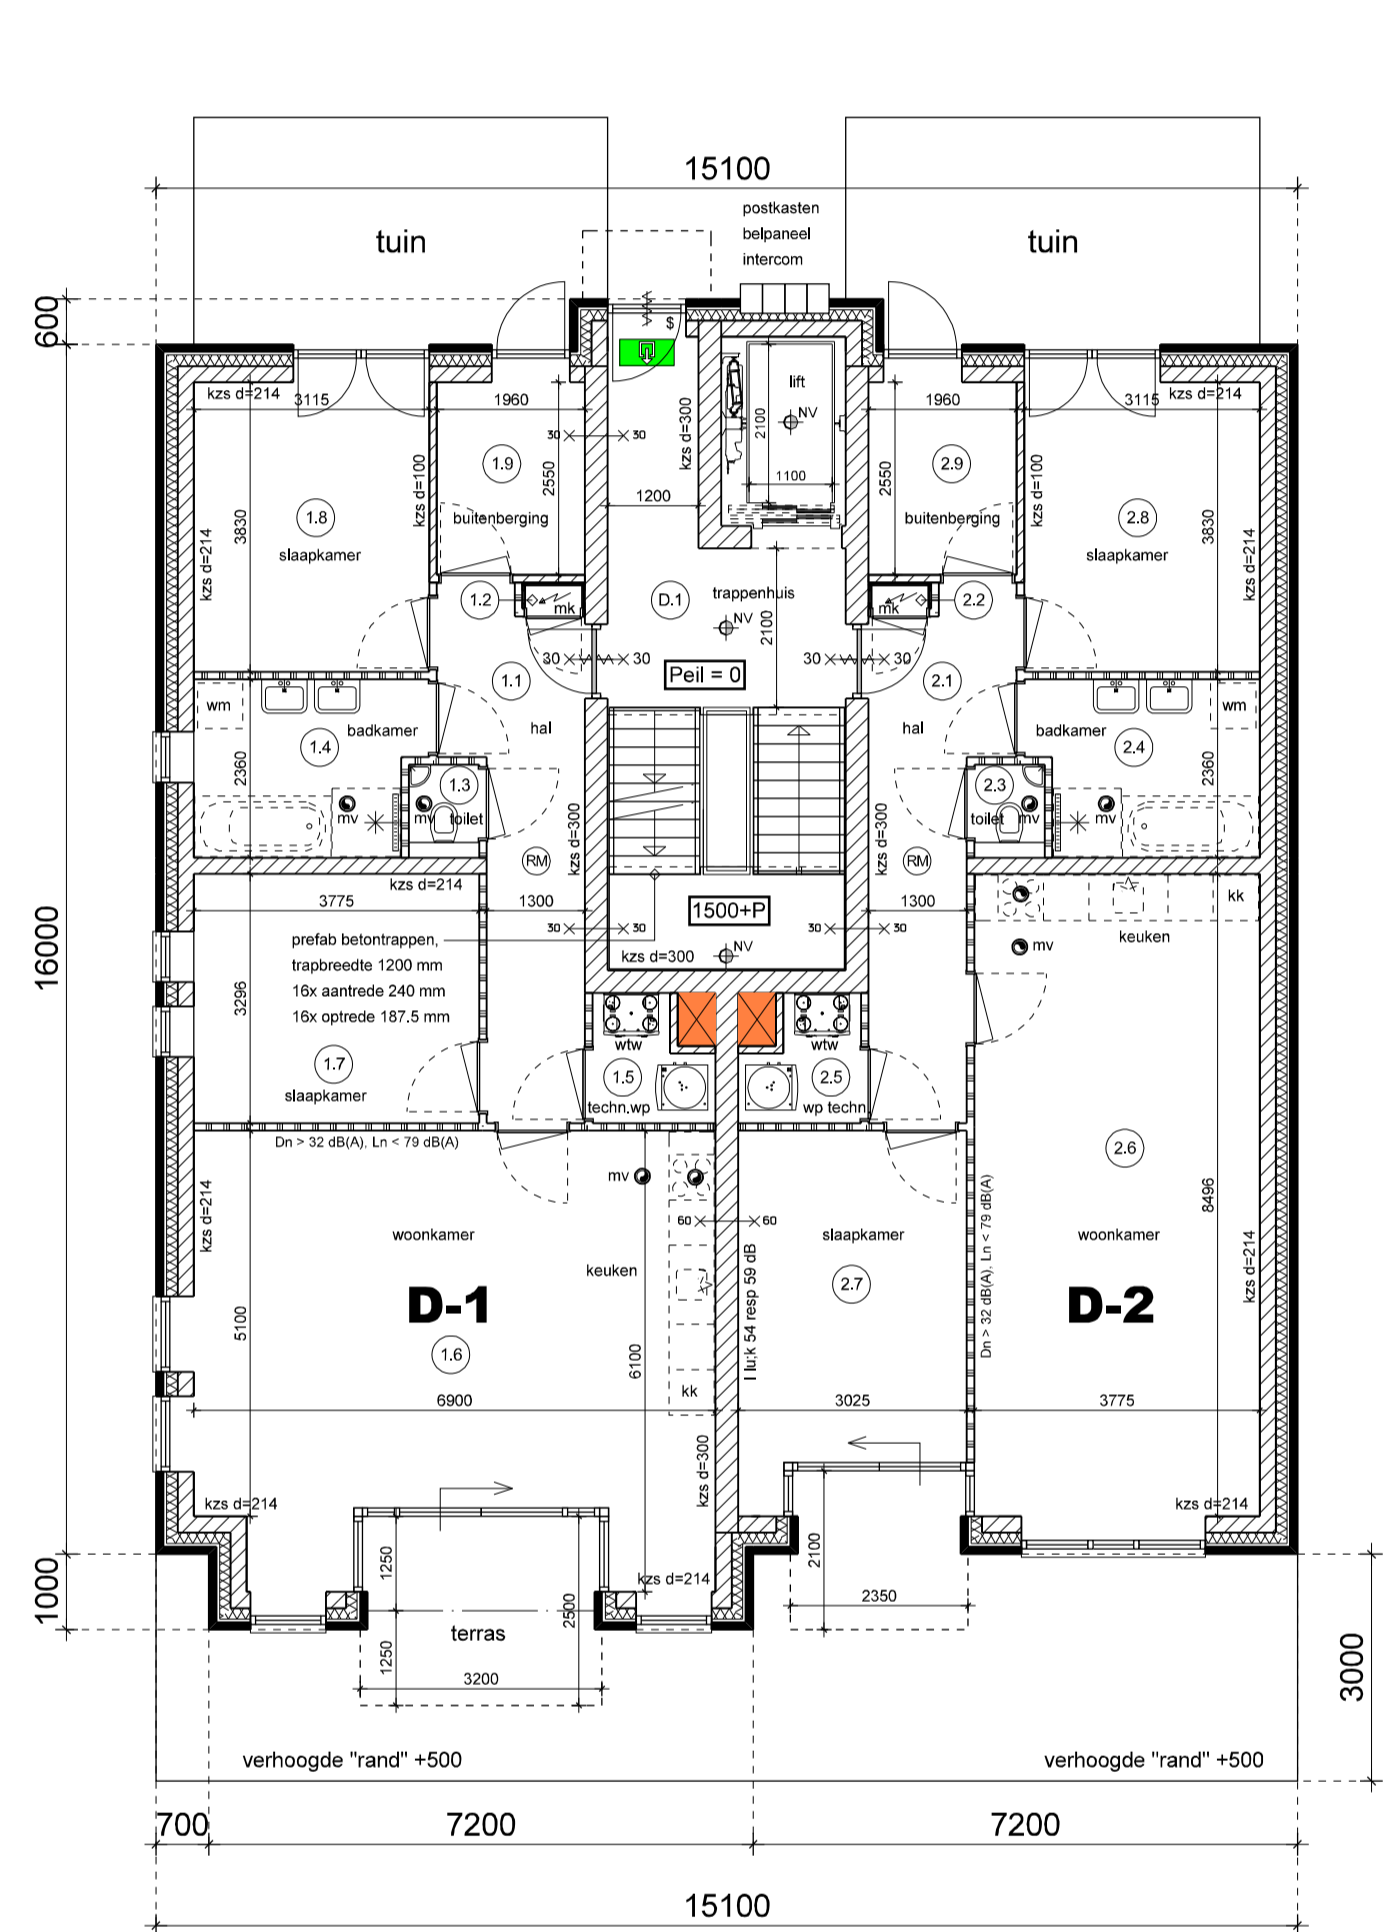 15100
tuin
postkasten
belpaneel
intercom
tuin
600
$
kzs d=214
3115
1960
30 30
kzs d=300
lift
NV
2100
1100
1960
3115
kzs d=214
1.9
2550
buitenberging
kzs d=100
1.8
slaapkamer
3830
kzs d=214
1200
2.9
2550
buitenberging
kzs d=100
2.8
slaapkamer
3830
kzs d=214
1.2
mk
D.1
trappenhuis
NV
2100
mk
2.2
30 30
30 30
Peil = 0
1.1
hal
2.1
hal
wm
badkamer
1.4
2360
mv
1.3
mv toilet
badkamer
wm
2.4
2360
2.3
toilet mv
mv
RM
kzs d=300
kzs d=300
RM
16000
kzs d=214
3775
1300
30 30
1500+P
30 30
NV
kzs d=300
1300
kk
keuken
mv
prefab betontrappen,
trapbreedte 1200 mm
16x aantrede 240 mm
16x optrede 187.5 mm
3296
1.7
slaapkamer
wtw
1.5
techn.wp
wtw
2.5
wp techn.
Dn > 32 dB(A), Ln < 79 dB(A)
kzs d=214
mv
60 60
woonkamer
keuken
D-1
1.6
5100
6100
6900
kk
kzs d=300
I lu;k 54 resp 59 dB
slaapkamer
2.7
3025
Dn > 32 dB(A), Ln < 79 dB(A)
2.6
woonkamer
D-2
8496
kzs d=214
3775
kzs d=214
kzs d=214
1000
1250
2500
kzs d=214
2100
2350
terras
1250
3200
3000
verhoogde "rand" +500
verhoogde "rand" +500
700
7200
7200
15100